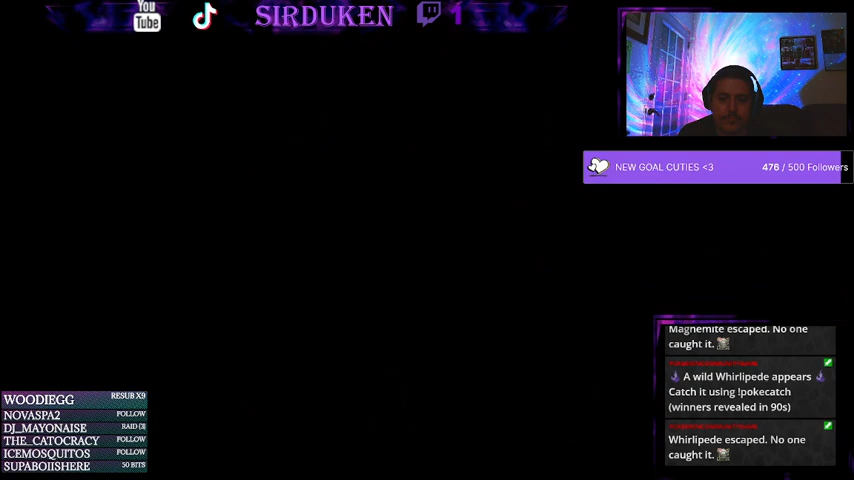 You
Tube
SIRDUKEN
1
NEW GOAL CUTIES <3
476 / 500 Followers
Magnemite escaped. No one
caught it.
A wild Whirlipede appears
Catch it using !pokecatch
(winners revealed in 90s)
Whirlipede escaped. No one
caught it.
WOODIEGG RESUB X9
NOVASPA2 FOLLOW
DJ_MAYONAISE RAID (3)
THE_CATOCRACY FOLLOW
ICEMOSQUITOS FOLLOW
SUPABOIISHERE 50 BITS